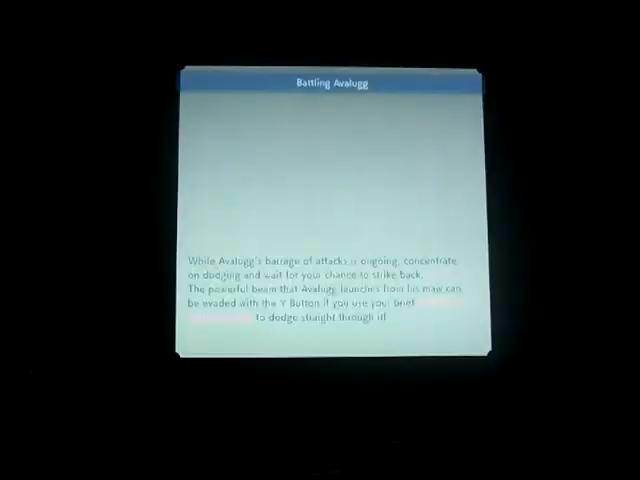 Battling Avalugg
While Avalugg's barrage of attacks is ongoing, concentrate
on dodging and wait for your chance to strike back.
The powerful beam that Avalugg launches from his maw can
be evaded with the Y Button if you use your brief
to dodge straight through it!